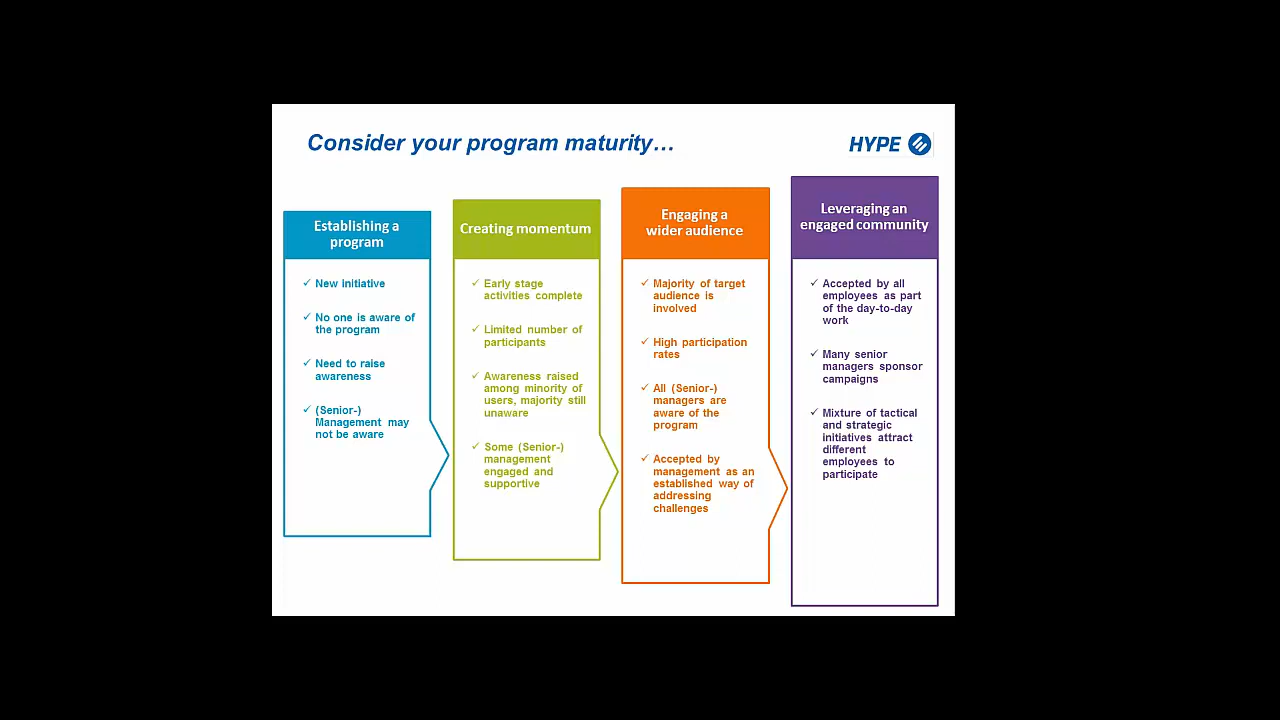 Consider your program maturity…
HYPE
Establishing a
program
New initiative
No one is aware of
the program
Need to raise
awareness
(Senior-)
Management may
not be aware
Creating momentum
Early stage
activities complete
Limited number of
participants
Awareness raised
among minority of
users, majority still
unaware
Some (Senior-)
management
engaged and
supportive
Engaging a
wider audience
Majority of target
audience is
involved
High participation
rates
All (Senior-)
managers are
aware of the
program
Accepted by
management as an
established way of
addressing
challenges
Leveraging an
engaged community
Accepted by all
employees as part
of the day-to-day
work
Many senior
managers sponsor
campaigns
Mixture of tactical
and strategic
initiatives attract
different
employees to
participate